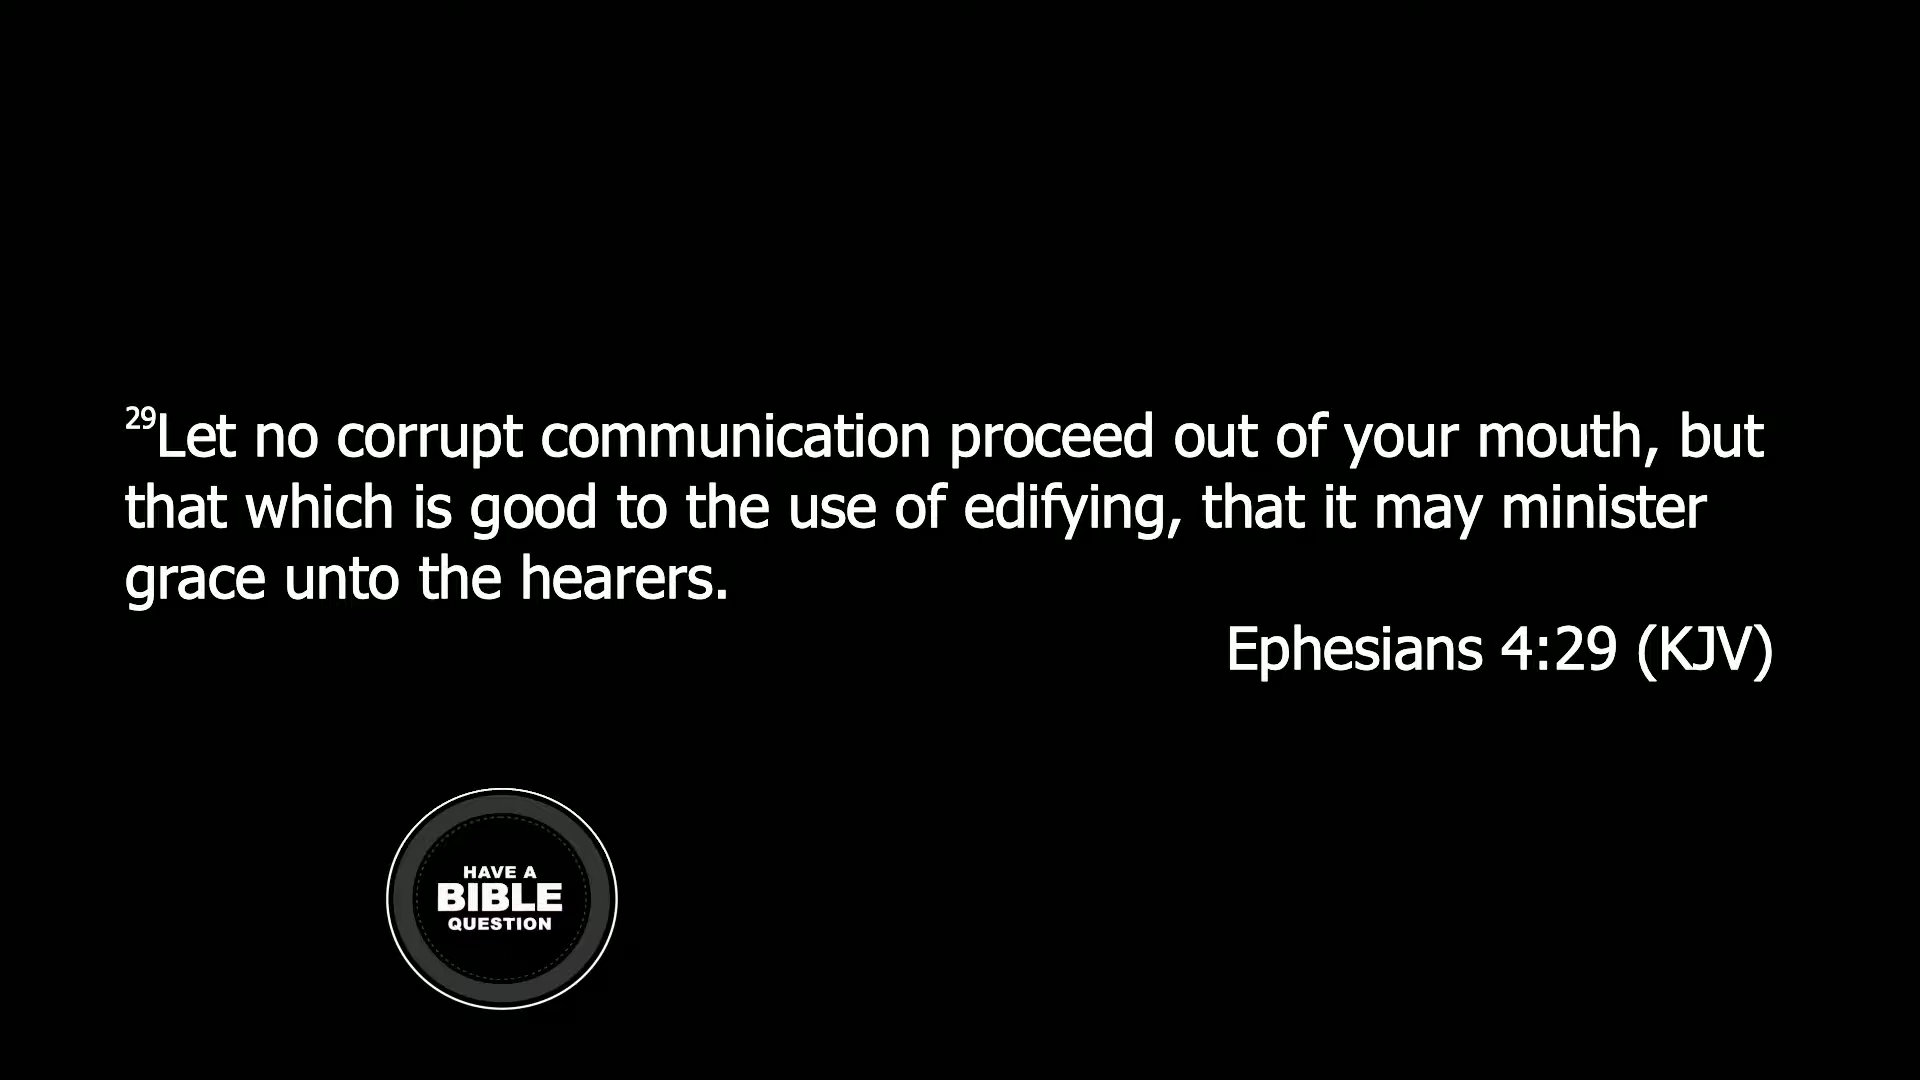 29Let no corrupt communication proceed out of your mouth, but
that which is good to the use of edifying, that it may minister
grace unto the hearers.
Ephesians 4:29 (KJV)
HAVE A
BIBLE
QUESTION